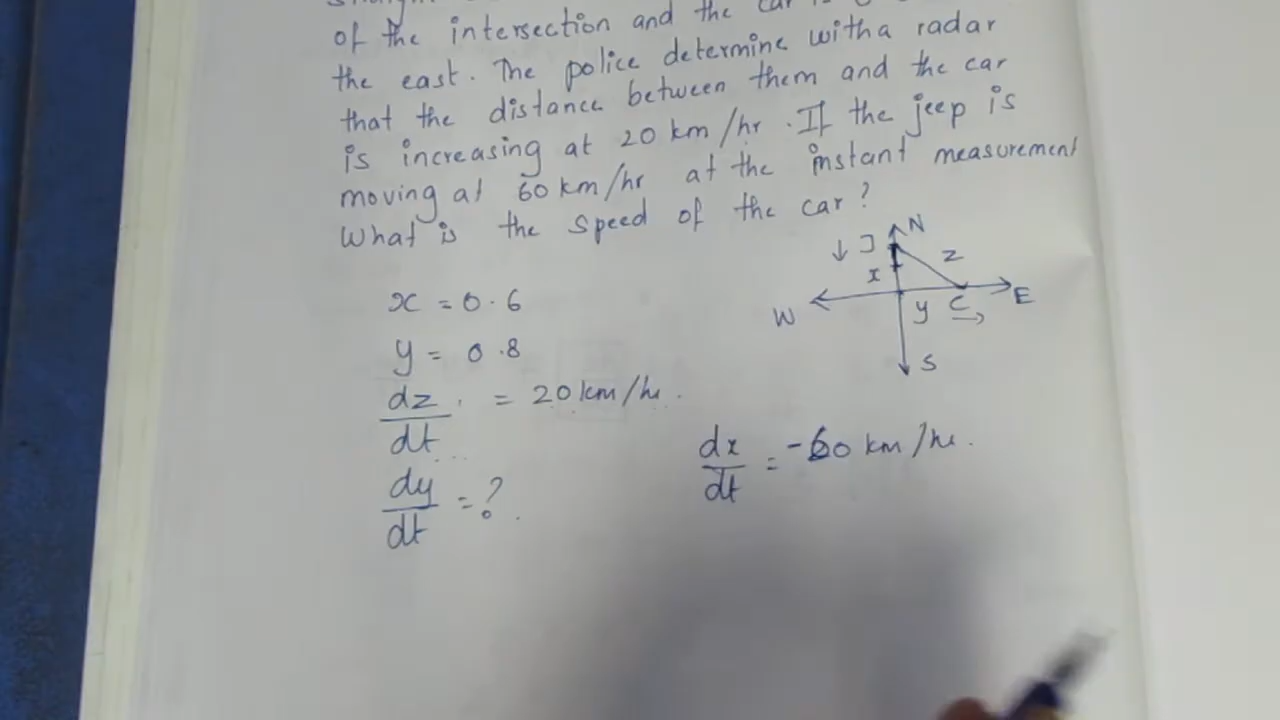 of the intersection and the car is
the east. The police determine with a radar
that the distance between them and the car
is increasing at 20 km/hr. If the jeep is
moving at 60 km/hr at the instant measurement
What is the speed of the car?
N
J
z
x
W
y
C
E
S
x = 0.6
y = 0.8
dz/dt = 20 km/hr.
dx/dt = -60 km/hr.
dy/dt = ?